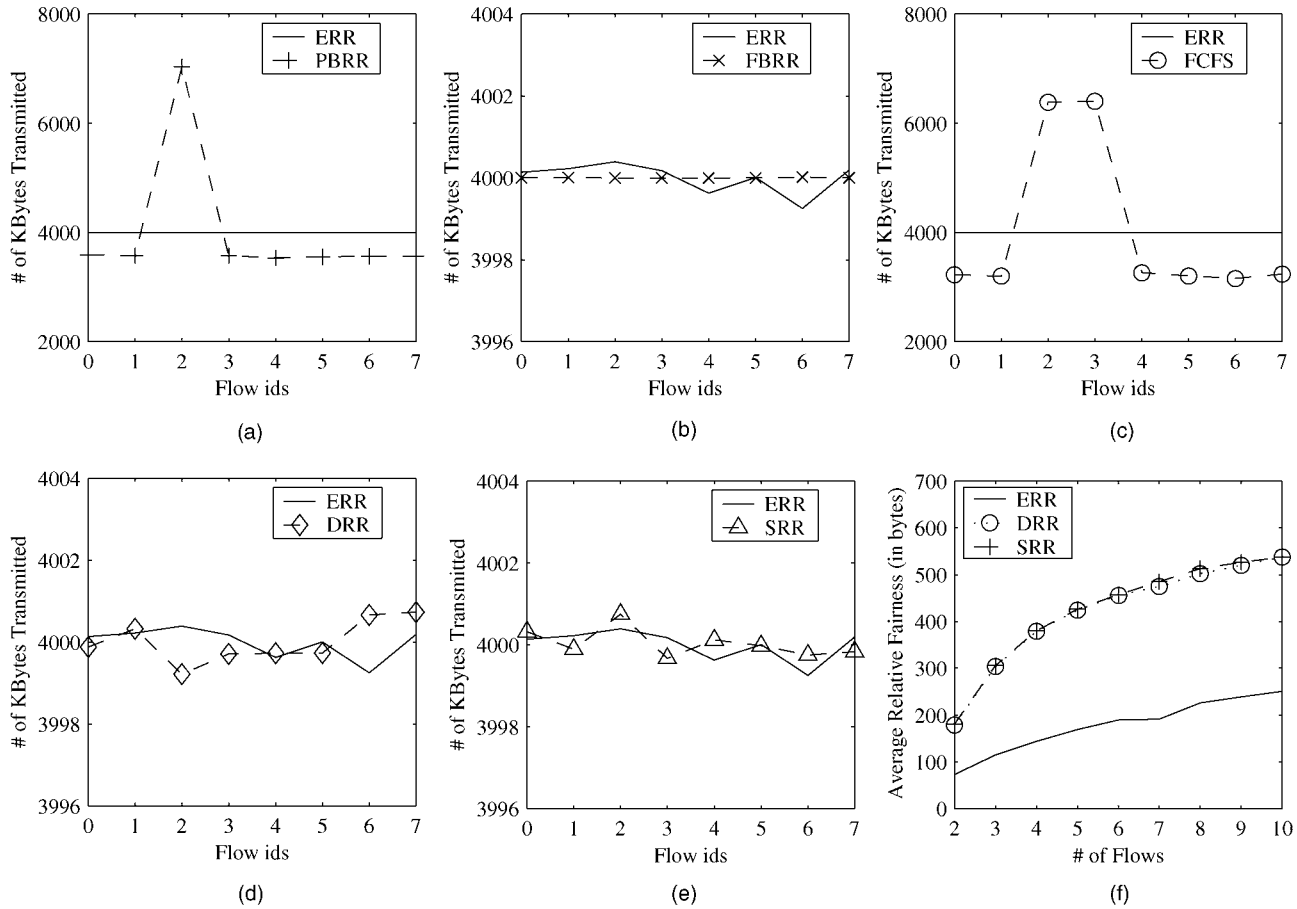 8000
6000
4000
2000
# of KBytes Transmitted
ERR
PBRR
0 1 2 3 4 5 6 7
Flow ids
(a)
4004
4002
4000
3998
3996
# of KBytes Transmitted
ERR
FBRR
0 1 2 3 4 5 6 7
Flow ids
(b)
8000
6000
4000
2000
# of KBytes Transmitted
ERR
FCFS
0 1 2 3 4 5 6 7
Flow ids
(c)
4004
4002
4000
3998
3996
# of KBytes Transmitted
ERR
DRR
0 1 2 3 4 5 6 7
Flow ids
(d)
4004
4002
4000
3998
3996
# of KBytes Transmitted
ERR
SRR
0 1 2 3 4 5 6 7
Flow ids
(e)
700
600
500
400
300
200
100
0
Average Relative Fairness (in bytes)
ERR
DRR
SRR
2 3 4 5 6 7 8 9 10
# of Flows
(f)